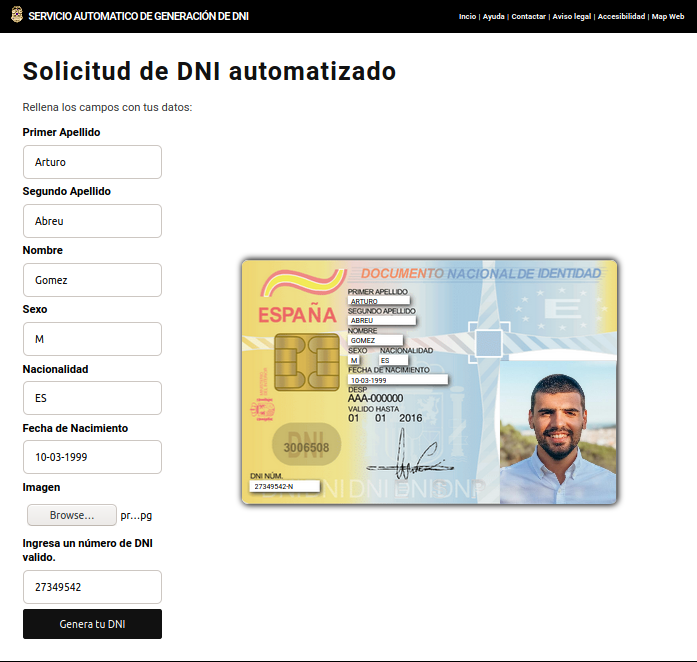 SERVICIO AUTOMATICO DE GENERACIÓN DE DNI
Incio | Ayuda | Contactar | Aviso legal | Accesibilidad | Map Web
Solicitud de DNI automatizado
Rellena los campos con tus datos:
Primer Apellido
Arturo
Segundo Apellido
Abreu
Nombre
Gomez
Sexo
M
Nacionalidad
ES
Fecha de Nacimiento
10-03-1999
Imagen
Browse... pr...pg
Ingresa un número de DNI
valido.
27349542
Genera tu DNI
DOCUMENTO NACIONAL DE IDENTIDAD
ESPAÑA
PRIMER APELLIDO
ARTURO
SEGUNDO APELLIDO
ABREU
NOMBRE
GOMEZ
SEXO NACIONALIDAD
M ES
FECHA DE NACIMIENTO
10-03-1999
DESP
AAA-000000
VALIDO HASTA
01 01 2016
E
DNI
3006508
DNI NÚM.
27349542-N
DNI DNI DNI DNI